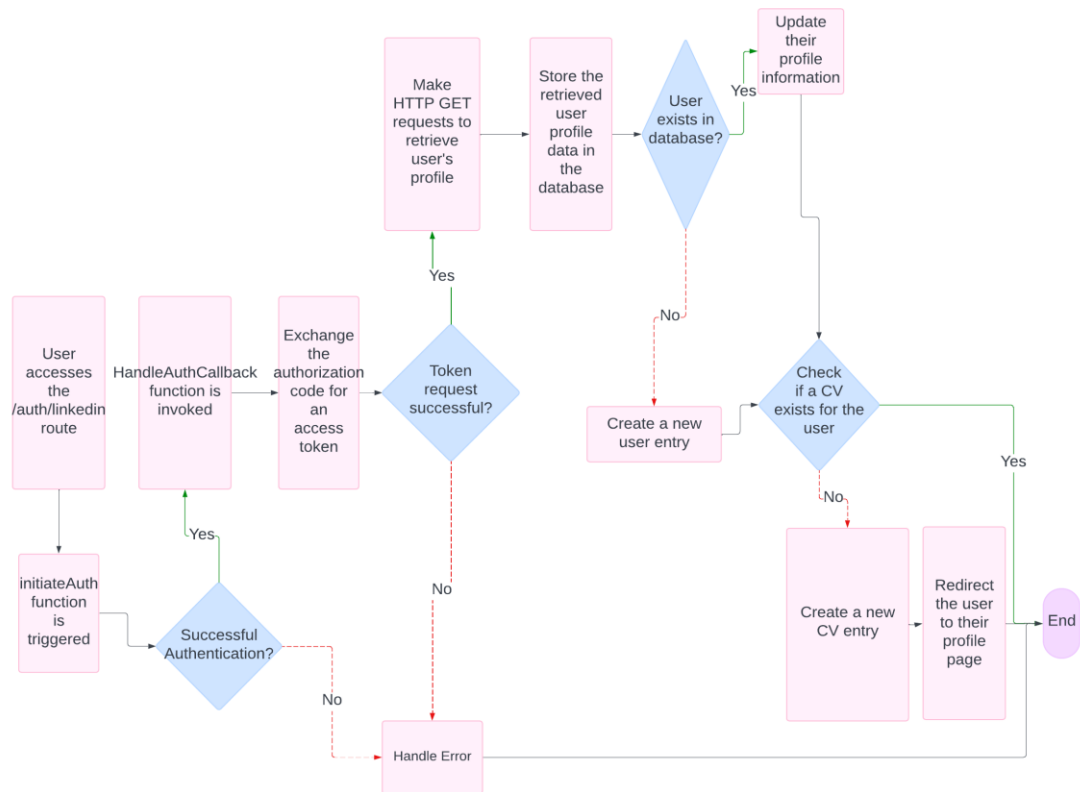 User
accesses
the
/auth/linkedin
route
initiateAuth
function
is
triggered
Successful
Authentication?
Yes
No
HandleAuthCallback
function is
invoked
Exchange
the
authorization
code for
an
access
token
Token
request
successful?
Yes
No
Handle Error
Make
HTTP GET
requests to
retrieve
user's
profile
Store the
retrieved
user
profile
data in
the
database
User
exists in
database?
Yes
No
Update
their
profile
information
Create a new
user entry
Check
if a CV
exists for the
user
Yes
No
Create a new
CV entry
Redirect
the user
to their
profile
page
End